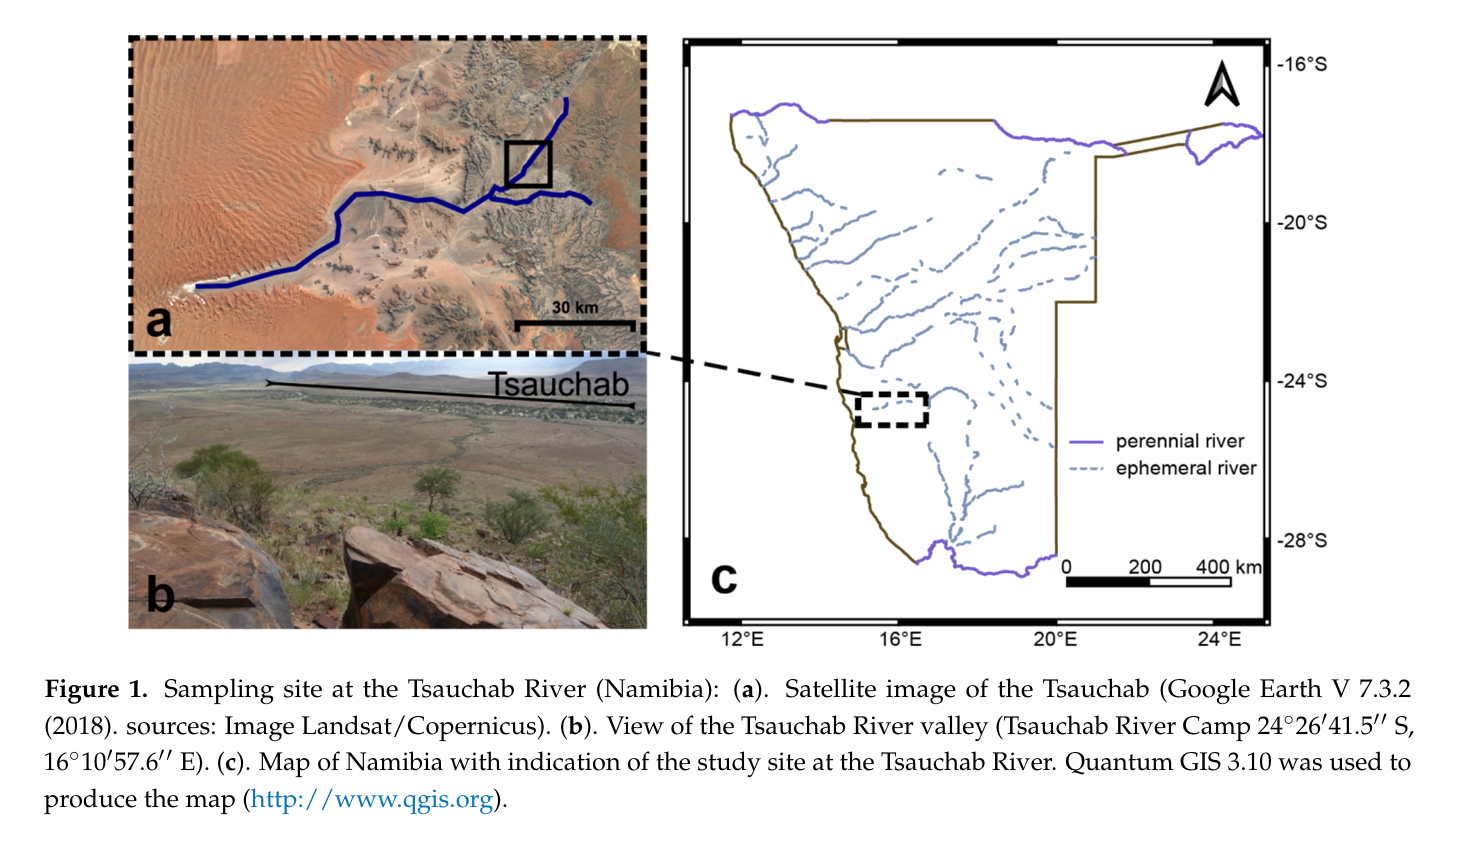 a
30 km
Tsauchab
b
-16°S
-20°S
-24°S
-28°S
perennial river
ephemeral river
0 200 400 km
c
12°E 16°E 20°E 24°E
Figure 1. Sampling site at the Tsauchab River (Namibia): (a). Satellite image of the Tsauchab (Google Earth V 7.3.2
(2018). sources: Image Landsat/Copernicus). (b). View of the Tsauchab River valley (Tsauchab River Camp 24°26′41.5′′ S,
16°10′57.6′′ E). (c). Map of Namibia with indication of the study site at the Tsauchab River. Quantum GIS 3.10 was used to
produce the map (http://www.qgis.org).